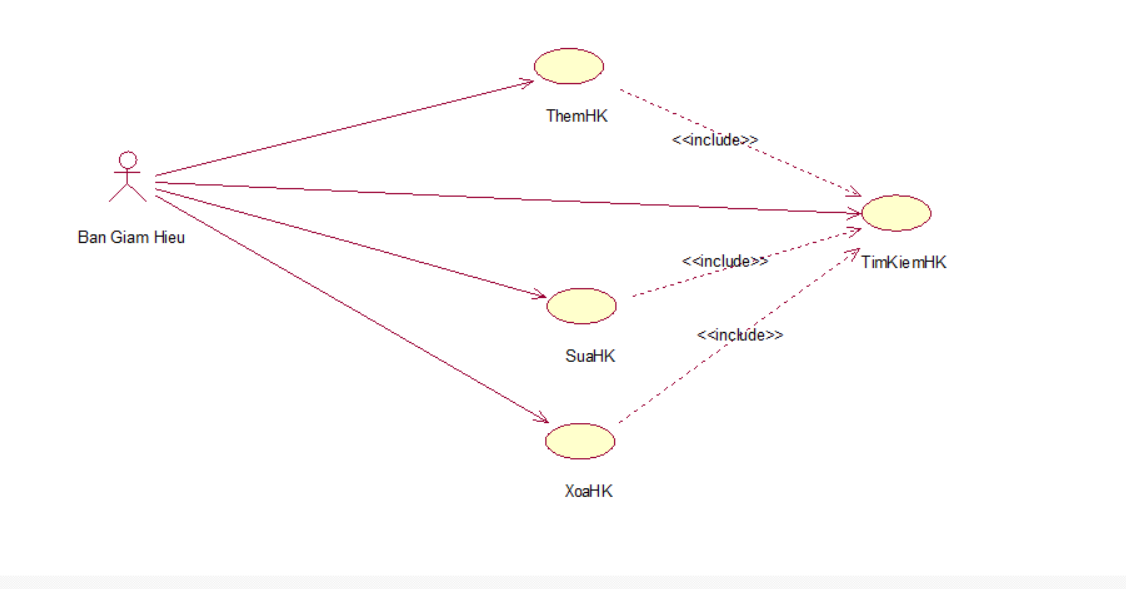 ThemHK
<<include>>
Ban Giam Hieu
<<include>>
TimKiemHK
<<include>>
SuaHK
XoaHK